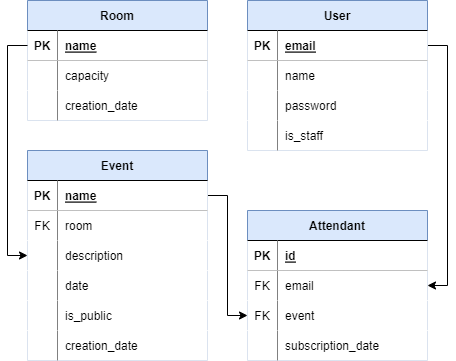 Room
PK name
capacity
creation_date
User
PK email
name
password
is_staff
Event
PK name
FK room
description
date
is_public
creation_date
Attendant
PK id
FK email
FK event
subscription_date